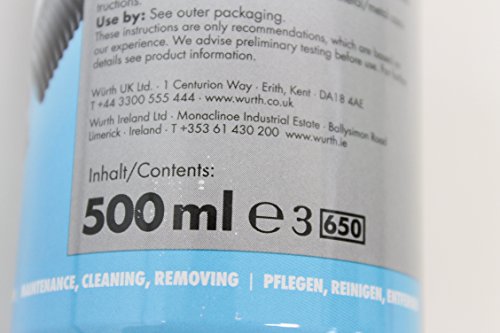 tructions.
Use by: See outer packaging.
These instructions are only recommendations, which are based on
our experience. We advise preliminary testing before use. For
details see product information.
Würth UK Ltd. · 1 Centurion Way · Erith, Kent · DA18 4AE
T +44 3300 555 444 · www.wurth.co.uk
Wurth Ireland Ltd · Monaclinoe Industrial Estate · Ballysimon Road
Limerick · Ireland · T +353 61 430 200 · www.wurth.ie
Inhalt/Contents:
500 ml ℮ 3 650
MAINTENANCE, CLEANING, REMOVING | PFLEGEN, REINIGEN,